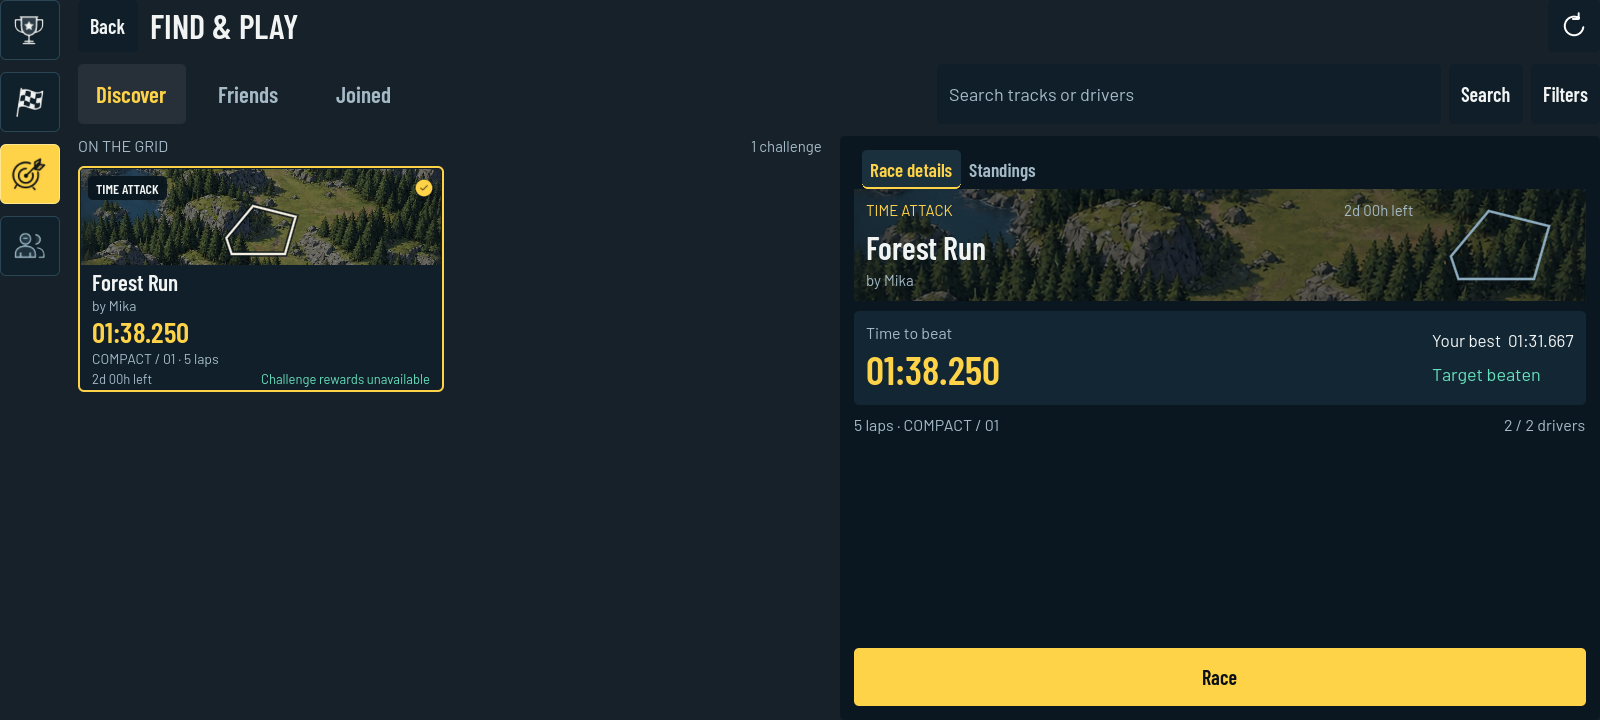 Back
FIND & PLAY
Discover
Friends
Joined
Search tracks or drivers
Search
Filters
ON THE GRID
1 challenge
TIME ATTACK
Forest Run
by Mika
01:38.250
COMPACT / 01 · 5 laps
2d 00h left
Challenge rewards unavailable
Race details
Standings
TIME ATTACK
2d 00h left
Forest Run
by Mika
Time to beat
01:38.250
Your best 01:31.667
Target beaten
5 laps · COMPACT / 01
2 / 2 drivers
Race